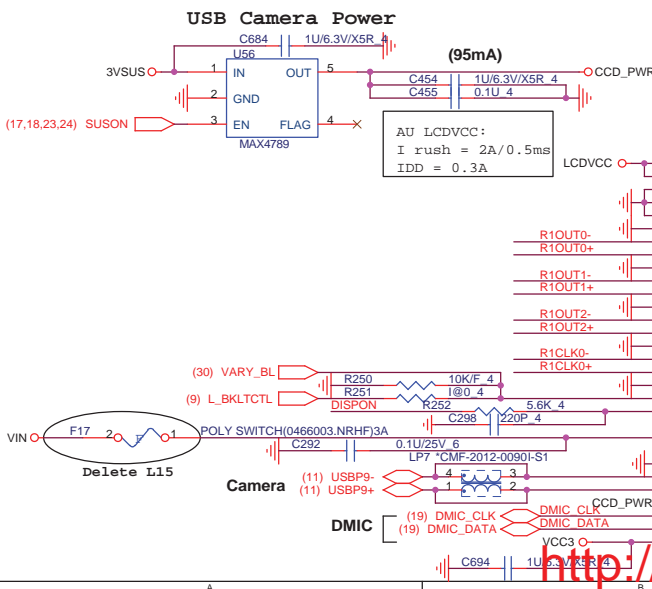 USB Camera Power
C684 1U/6.3V/X5R_4
U56
3VSUS 1 IN OUT 5 (95mA) CCD_PWR
2 GND C454 1U/6.3V/X5R_4
C455 0.1U_4
(17,18,23,24) SUSON 3 EN FLAG 4
MAX4789
AU LCDVCC:
I rush = 2A/0.5ms
IDD = 0.3A
LCDVCC
R1OUT0-
R1OUT0+
R1OUT1-
R1OUT1+
R1OUT2-
R1OUT2+
R1CLK0-
R1CLK0+
(30) VARY_BL
R250 10K/F_4
(9) L_BKLTCTL R251 I@0_4
DISPON R252 5.6K_4
C298 220P_4
VIN F17 2 1 POLY SWITCH(0466003.NRHF)3A
C292 0.1U/25V_6
Delete L15
LP7 *CMF-2012-0090I-S1
Camera (11) USBP9- 4 3
(11) USBP9+ 1 2
CCD_PWR
DMIC (19) DMIC_CLK DMIC_CLK
(19) DMIC_DATA DMIC_DATA
VCC3
C694 1U/6.3V/X5R_4
http:/
A B